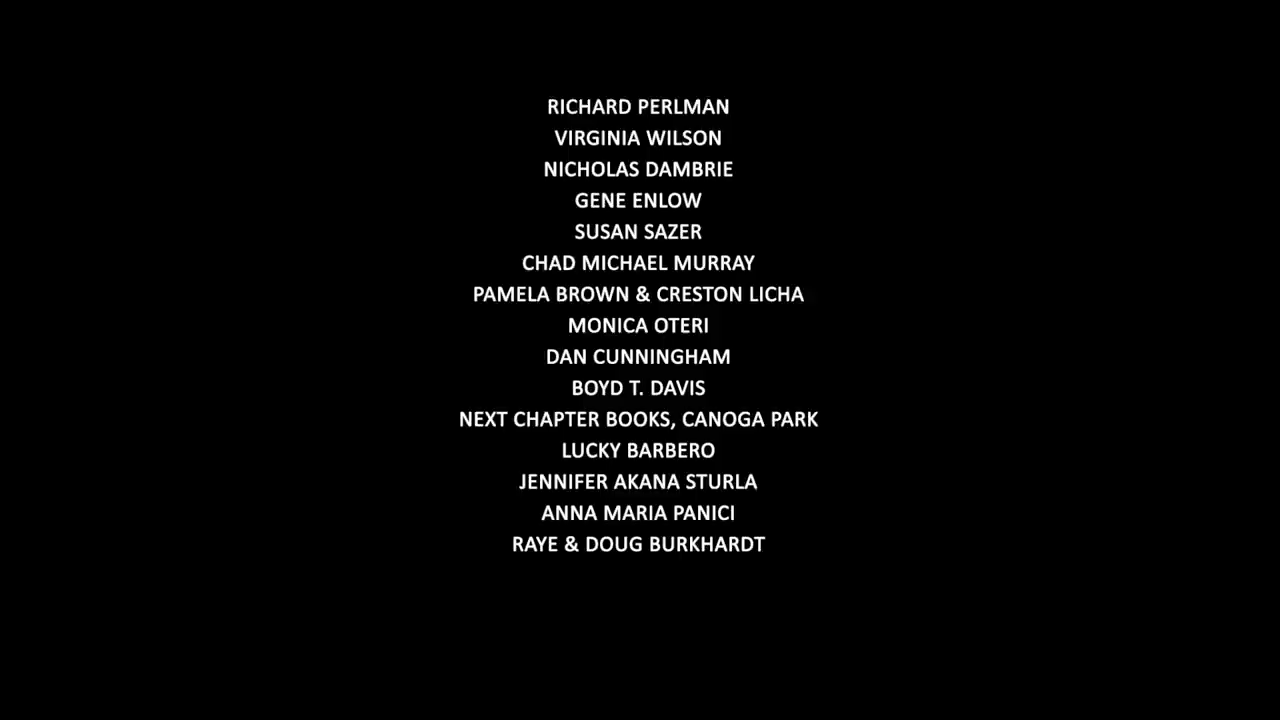 RICHARD PERLMAN
VIRGINIA WILSON
NICHOLAS DAMBRIE
GENE ENLOW
SUSAN SAZER
CHAD MICHAEL MURRAY
PAMELA BROWN & CRESTON LICHA
MONICA OTERI
DAN CUNNINGHAM
BOYD T. DAVIS
NEXT CHAPTER BOOKS, CANOGA PARK
LUCKY BARBERO
JENNIFER AKANA STURLA
ANNA MARIA PANICI
RAYE & DOUG BURKHARDT